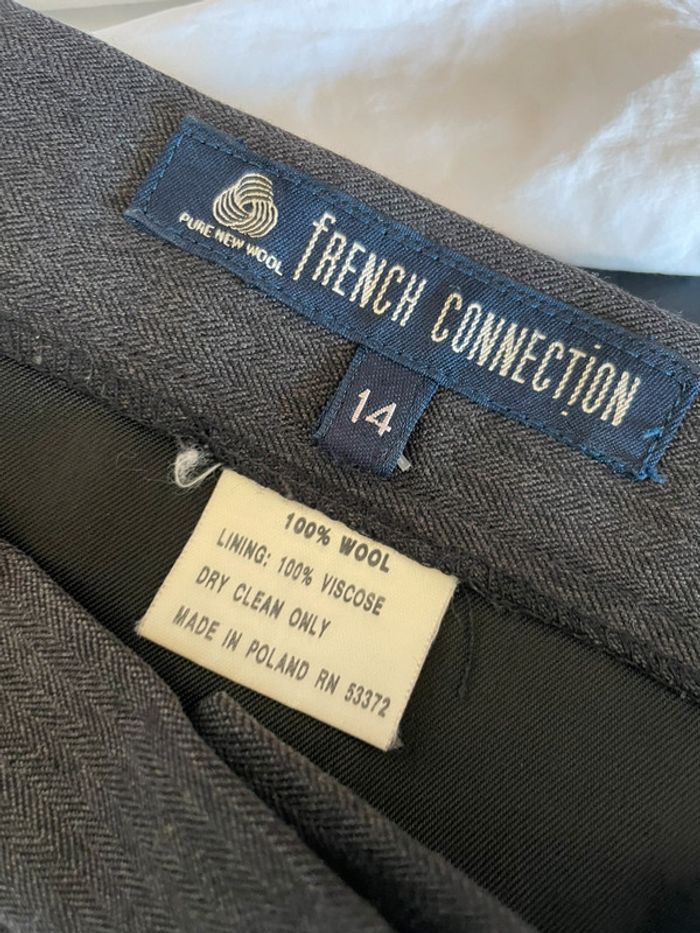 PURE NEW WOOL
fRENCH CONNECTiON
14
100% WOOL
LINING: 100% VISCOSE
DRY CLEAN ONLY
MADE IN POLAND RN 53372